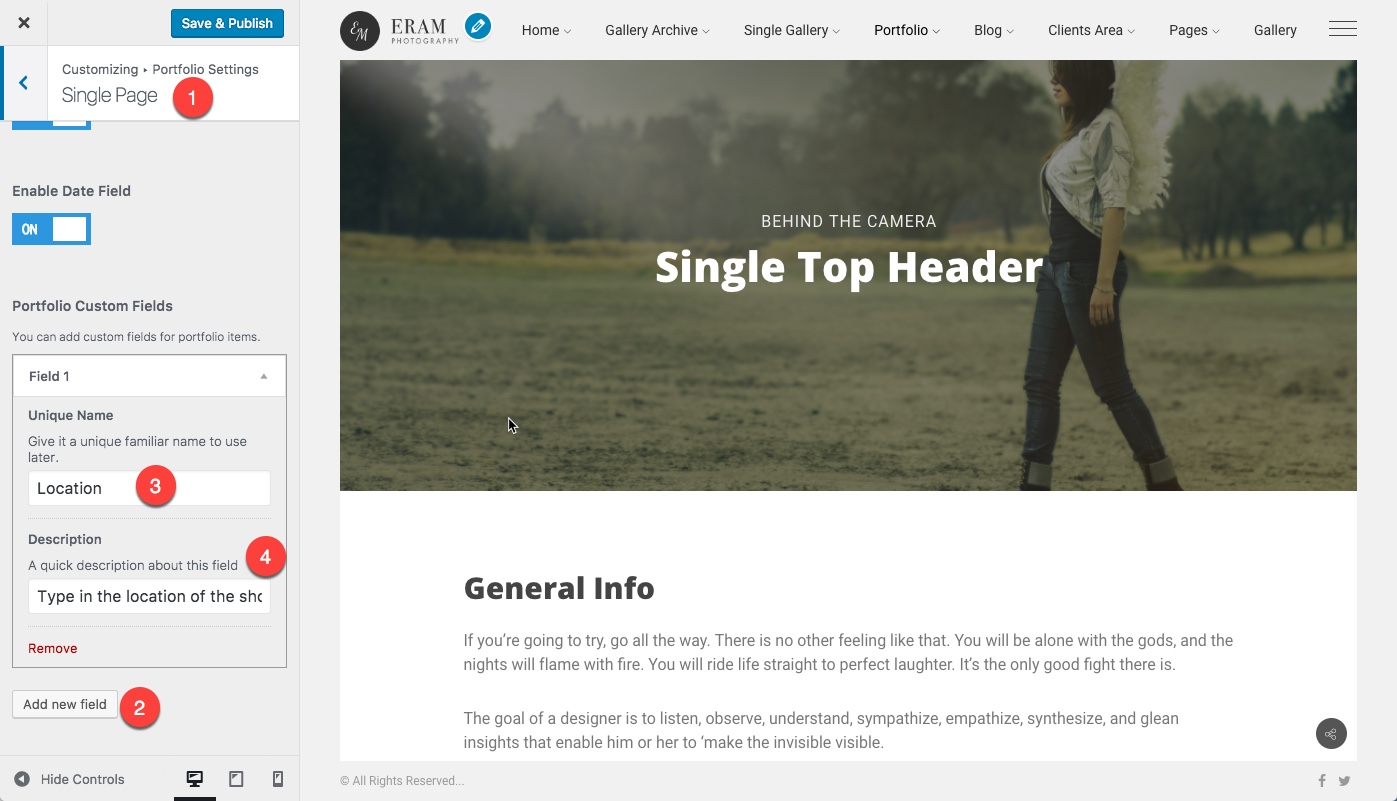 Save & Publish
Customizing ▸ Portfolio Settings
Single Page
1
Enable Date Field
ON
Portfolio Custom Fields
You can add custom fields for portfolio items.
Field 1
Unique Name
Give it a unique familiar name to use
later.
Location
3
Description
4
A quick description about this field
Type in the location of the sho
Remove
Add new field
2
Hide Controls
EM
ERAM
PHOTOGRAPHY
Home
Gallery Archive
Single Gallery
Portfolio
Blog
Clients Area
Pages
Gallery
BEHIND THE CAMERA
Single Top Header
General Info
If you’re going to try, go all the way. There is no other feeling like that. You will be alone with the gods, and the
nights will flame with fire. You will ride life straight to perfect laughter. It’s the only good fight there is.
The goal of a designer is to listen, observe, understand, sympathize, empathize, synthesize, and glean
insights that enable him or her to ‘make the invisible visible.
© All Rights Reserved...